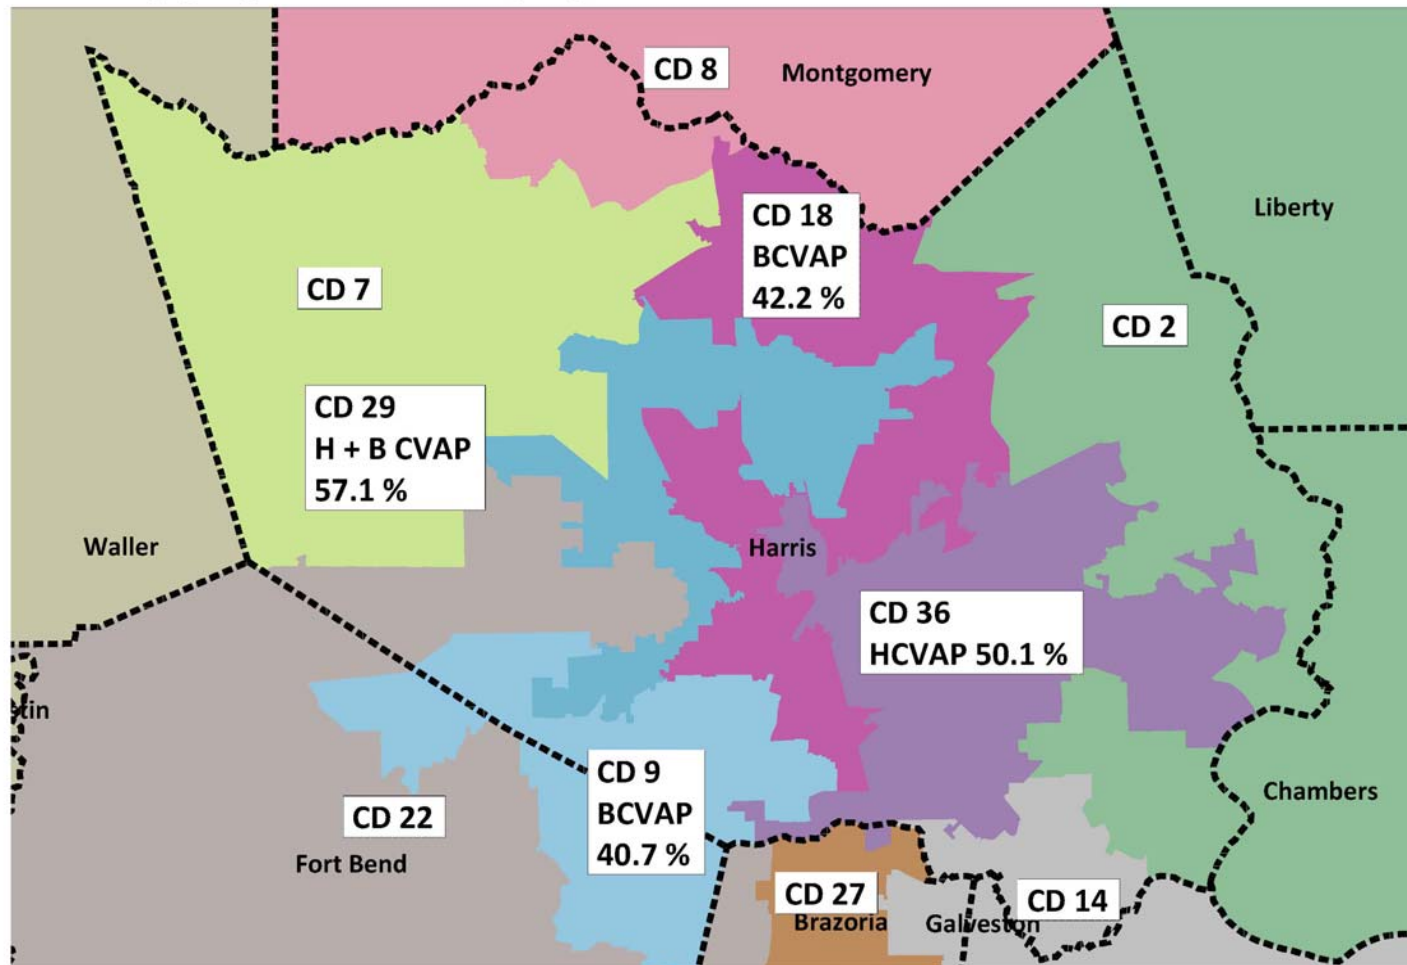 CD 8
Montgomery
CD 18
BCVAP
42.2 %
Liberty
CD 7
CD 2
CD 29
H + B CVAP
57.1 %
Waller
Harris
CD 36
HCVAP 50.1 %
tin
CD 9
BCVAP
40.7 %
CD 22
Chambers
Fort Bend
CD 27
CD 14
Brazoria
Galveston